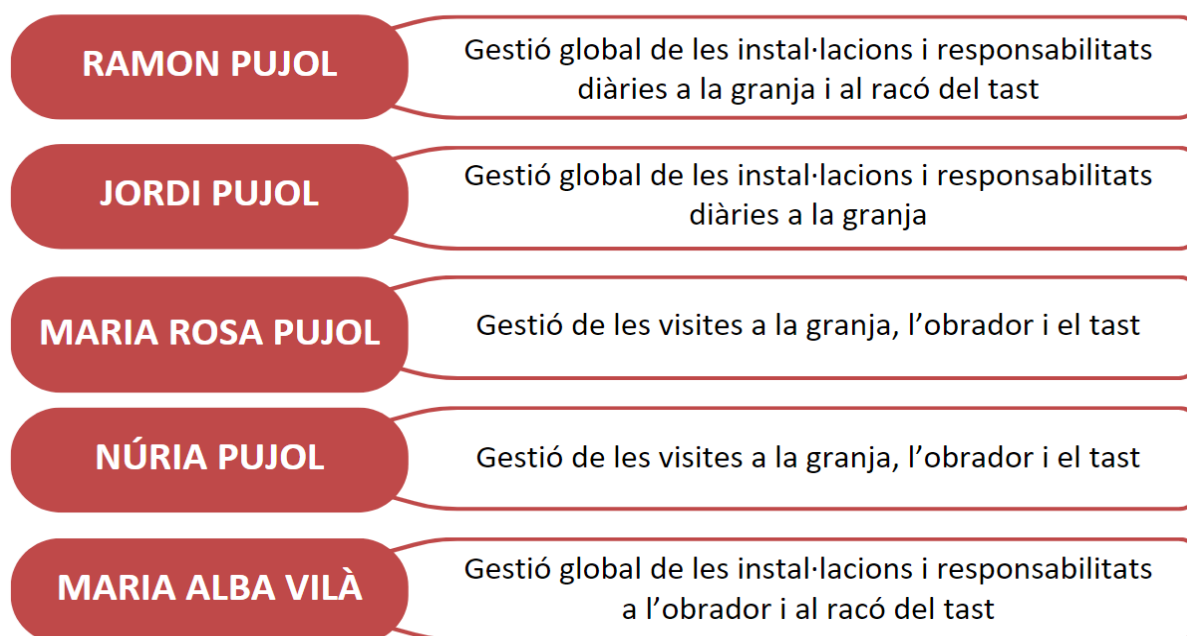 RAMON PUJOL
Gestió global de les instal·lacions i responsabilitats
diàries a la granja i al racó del tast
JORDI PUJOL
Gestió global de les instal·lacions i responsabilitats
diàries a la granja
MARIA ROSA PUJOL
Gestió de les visites a la granja, l’obrador i el tast
NÚRIA PUJOL
Gestió de les visites a la granja, l’obrador i el tast
MARIA ALBA VILÀ
Gestió global de les instal·lacions i responsabilitats
a l’obrador i al racó del tast